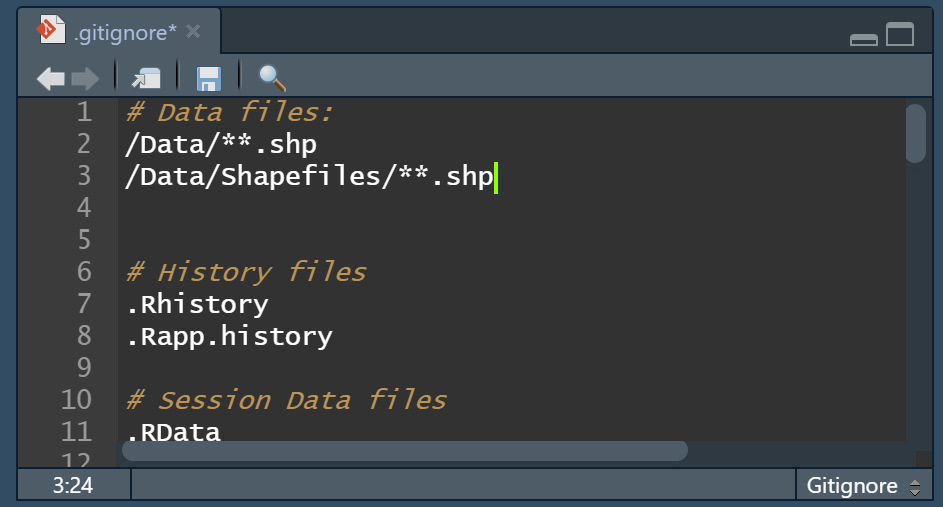 .gitignore*
1 # Data files:
2 /Data/**.shp
3 /Data/Shapefiles/**.shp
4
5
6 # History files
7 .Rhistory
8 .Rapp.history
9
10 # Session Data files
11 .RData
12
3:24 Gitignore